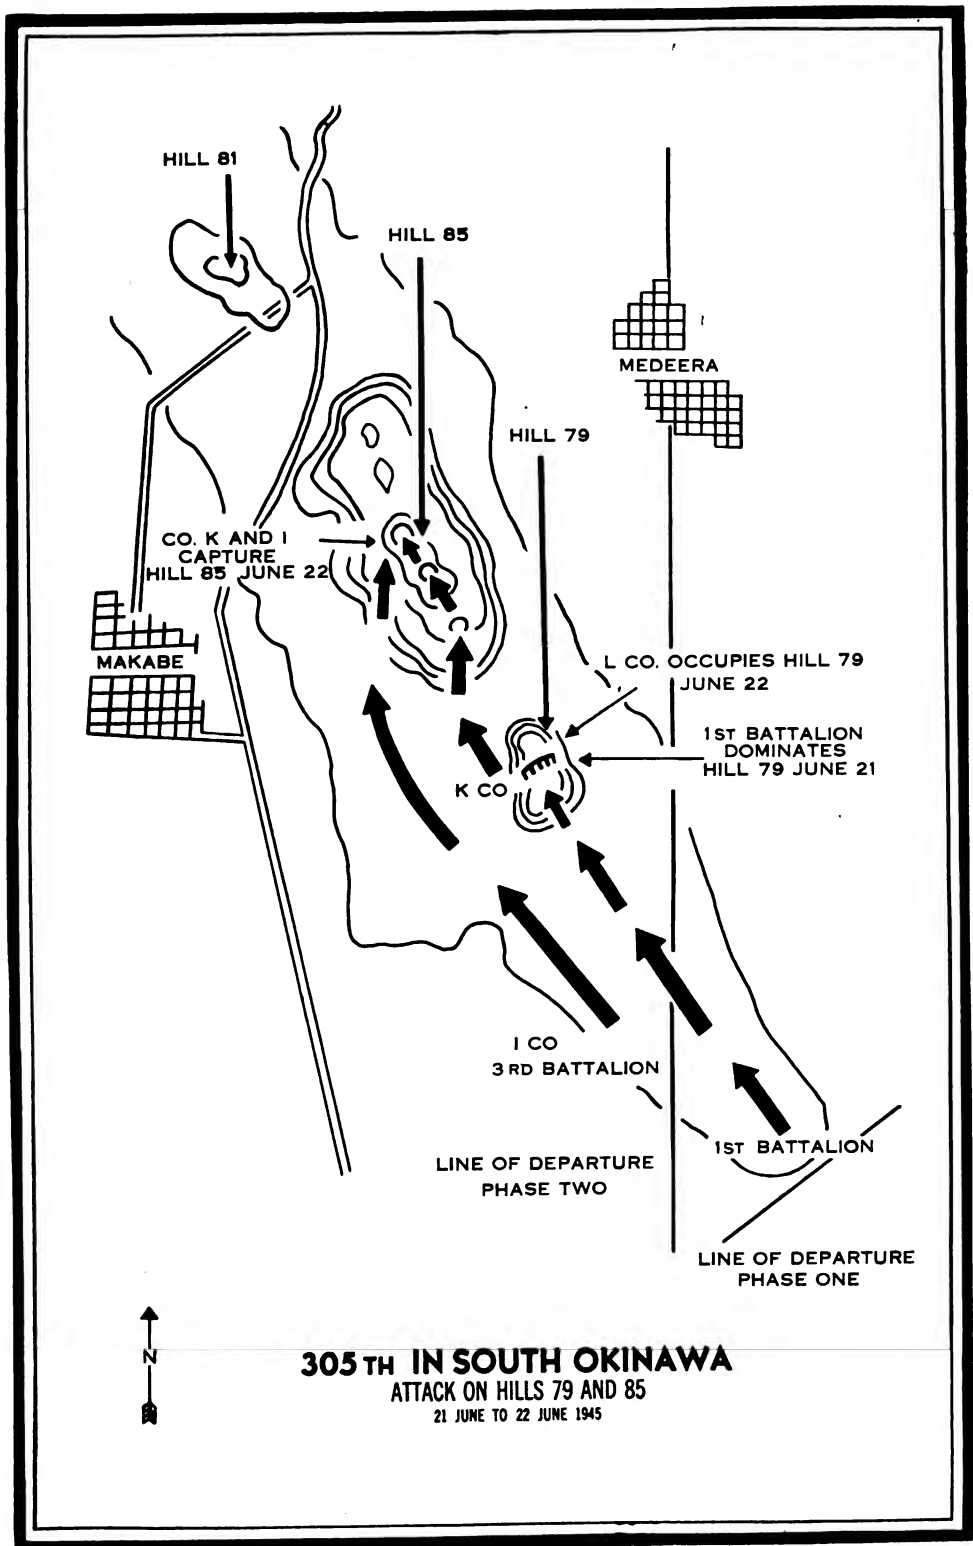 HILL 81
HILL 85
MEDEERA
HILL 79
CO. K AND I
CAPTURE
HILL 85 JUNE 22
MAKABE
L CO. OCCUPIES HILL 79
JUNE 22
1ST BATTALION
DOMINATES
HILL 79 JUNE 21
K CO
I CO
3RD BATTALION
1ST BATTALION
LINE OF DEPARTURE
PHASE TWO
LINE OF DEPARTURE
PHASE ONE
N
305TH IN SOUTH OKINAWA
ATTACK ON HILLS 79 AND 85
21 JUNE TO 22 JUNE 1945